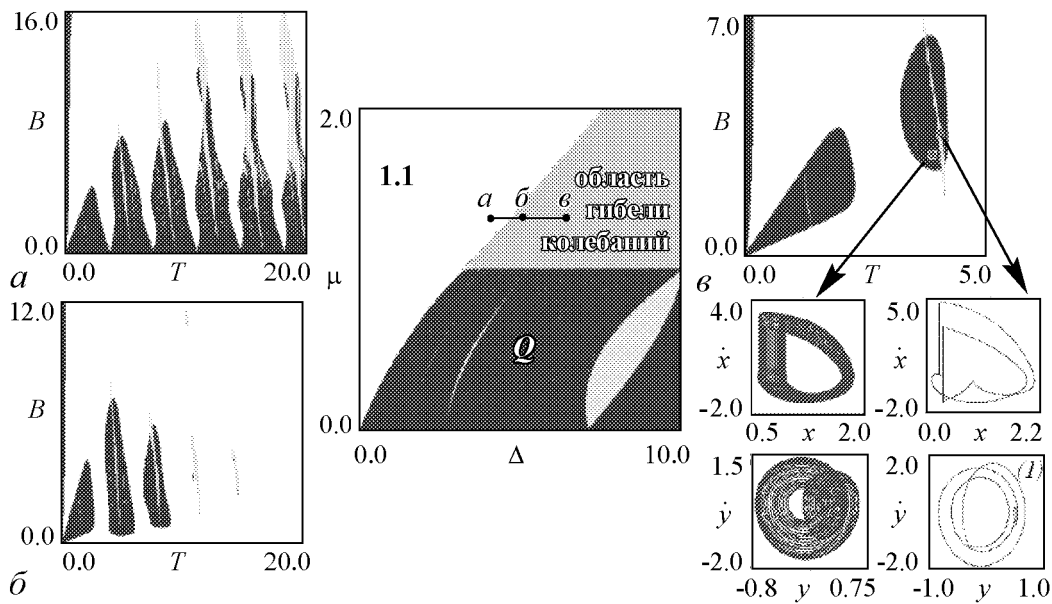 16.0
B
0.0
0.0 T 20.0
а
12.0
B
0.0
0.0 T 20.0
б
2.0
1.1
а б в
область
гибели
колебаний
μ
Q
0.0
0.0 Δ 10.0
7.0
B
0.0
0.0 T 5.0
в
4.0
ẋ
-2.0
0.5 x 2.0
5.0
ẋ
-2.0
0.0 x 2.2
1.5
ẏ
-2.0
-0.8 y 0.75
2.0 (1)
ẏ
-2.0
-1.0 y 1.0